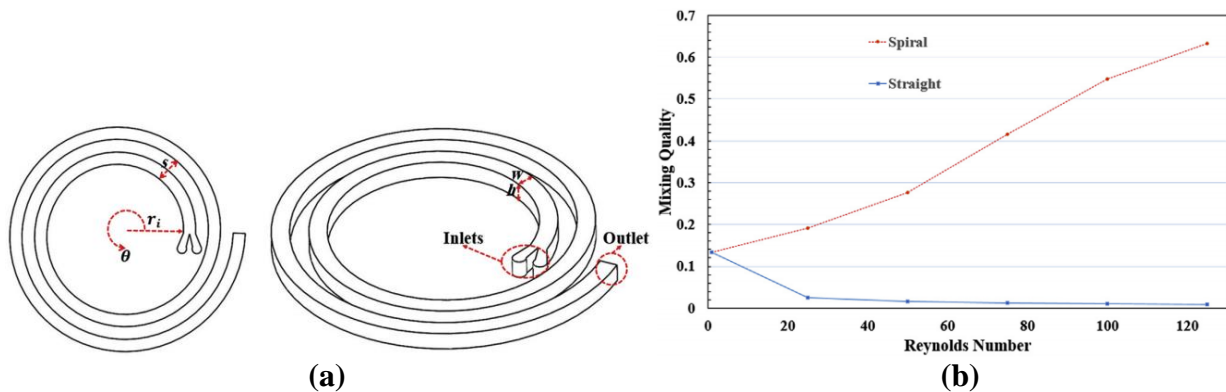 s
r_i
θ
w
h
Inlets
Outlet
(a)
0.7
0.6
0.5
0.4
0.3
0.2
0.1
0
Mixing Quality
Spiral
Straight
0 20 40 60 80 100 120
Reynolds Number
(b)